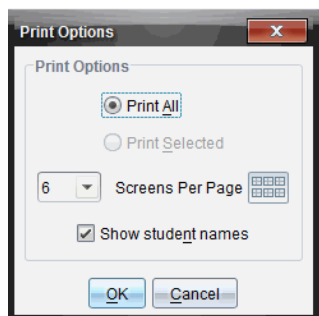 Print Options
Print Options
Print All
Print Selected
6 Screens Per Page
Show student names
OK Cancel